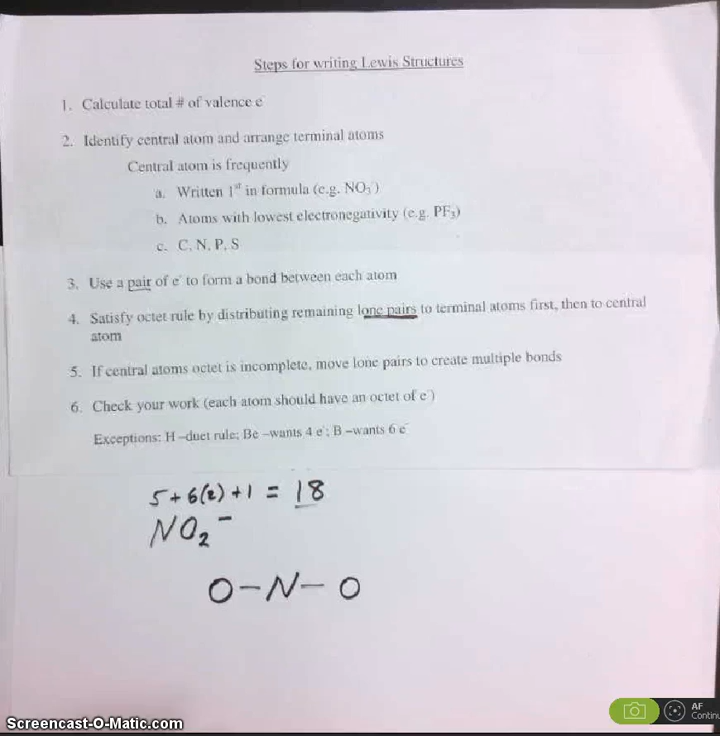 Steps for writing Lewis Structures
1. Calculate total # of valence e⁻
2. Identify central atom and arrange terminal atoms
Central atom is frequently
a. Written 1st in formula (e.g. NO₃⁻)
b. Atoms with lowest electronegativity (e.g. PF₃)
c. C, N, P, S
3. Use a pair of e⁻ to form a bond between each atom
4. Satisfy octet rule by distributing remaining lone pairs to terminal atoms first, then to central
atom
5. If central atoms octet is incomplete, move lone pairs to create multiple bonds
6. Check your work (each atom should have an octet of e⁻)
Exceptions: H –duet rule; Be –wants 4 e⁻; B –wants 6 e⁻
5+6(2)+1 = 18
NO₂⁻
O–N–O
Screencast-O-Matic.com
AF
Continu